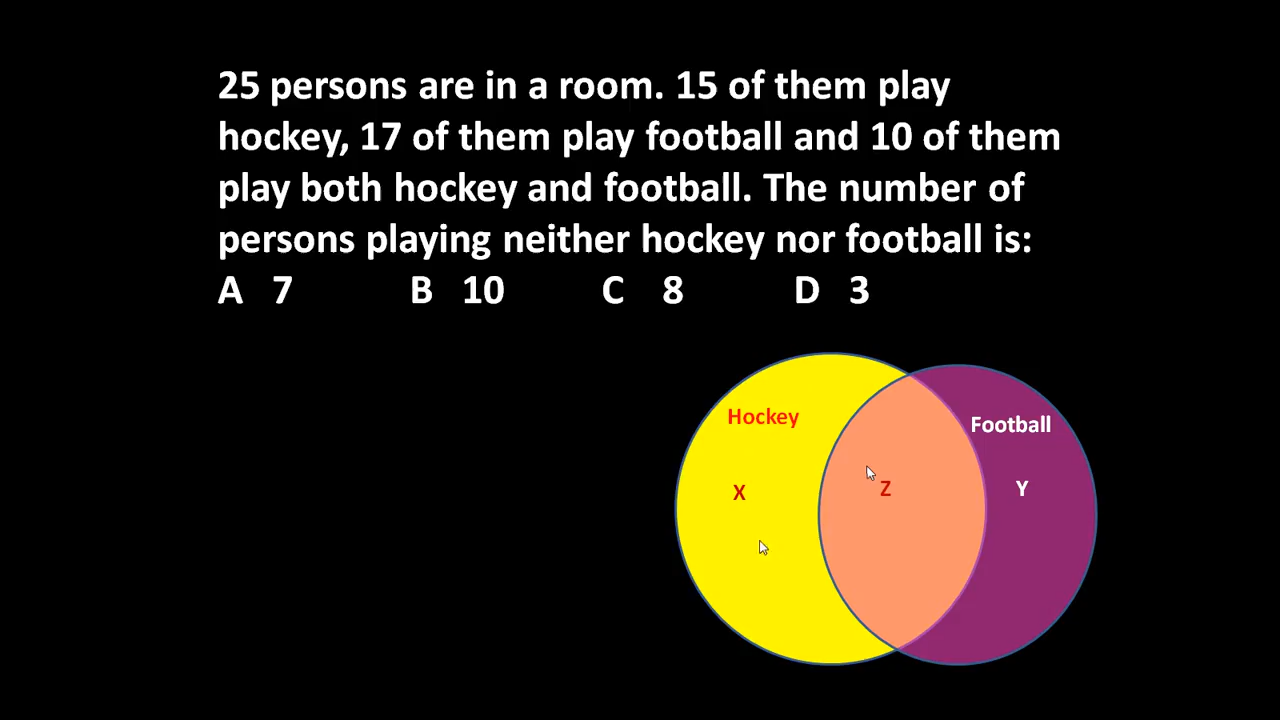 25 persons are in a room. 15 of them play
hockey, 17 of them play football and 10 of them
play both hockey and football. The number of
persons playing neither hockey nor football is:
A 7 B 10 C 8 D 3
Hockey
Football
X
Z
Y